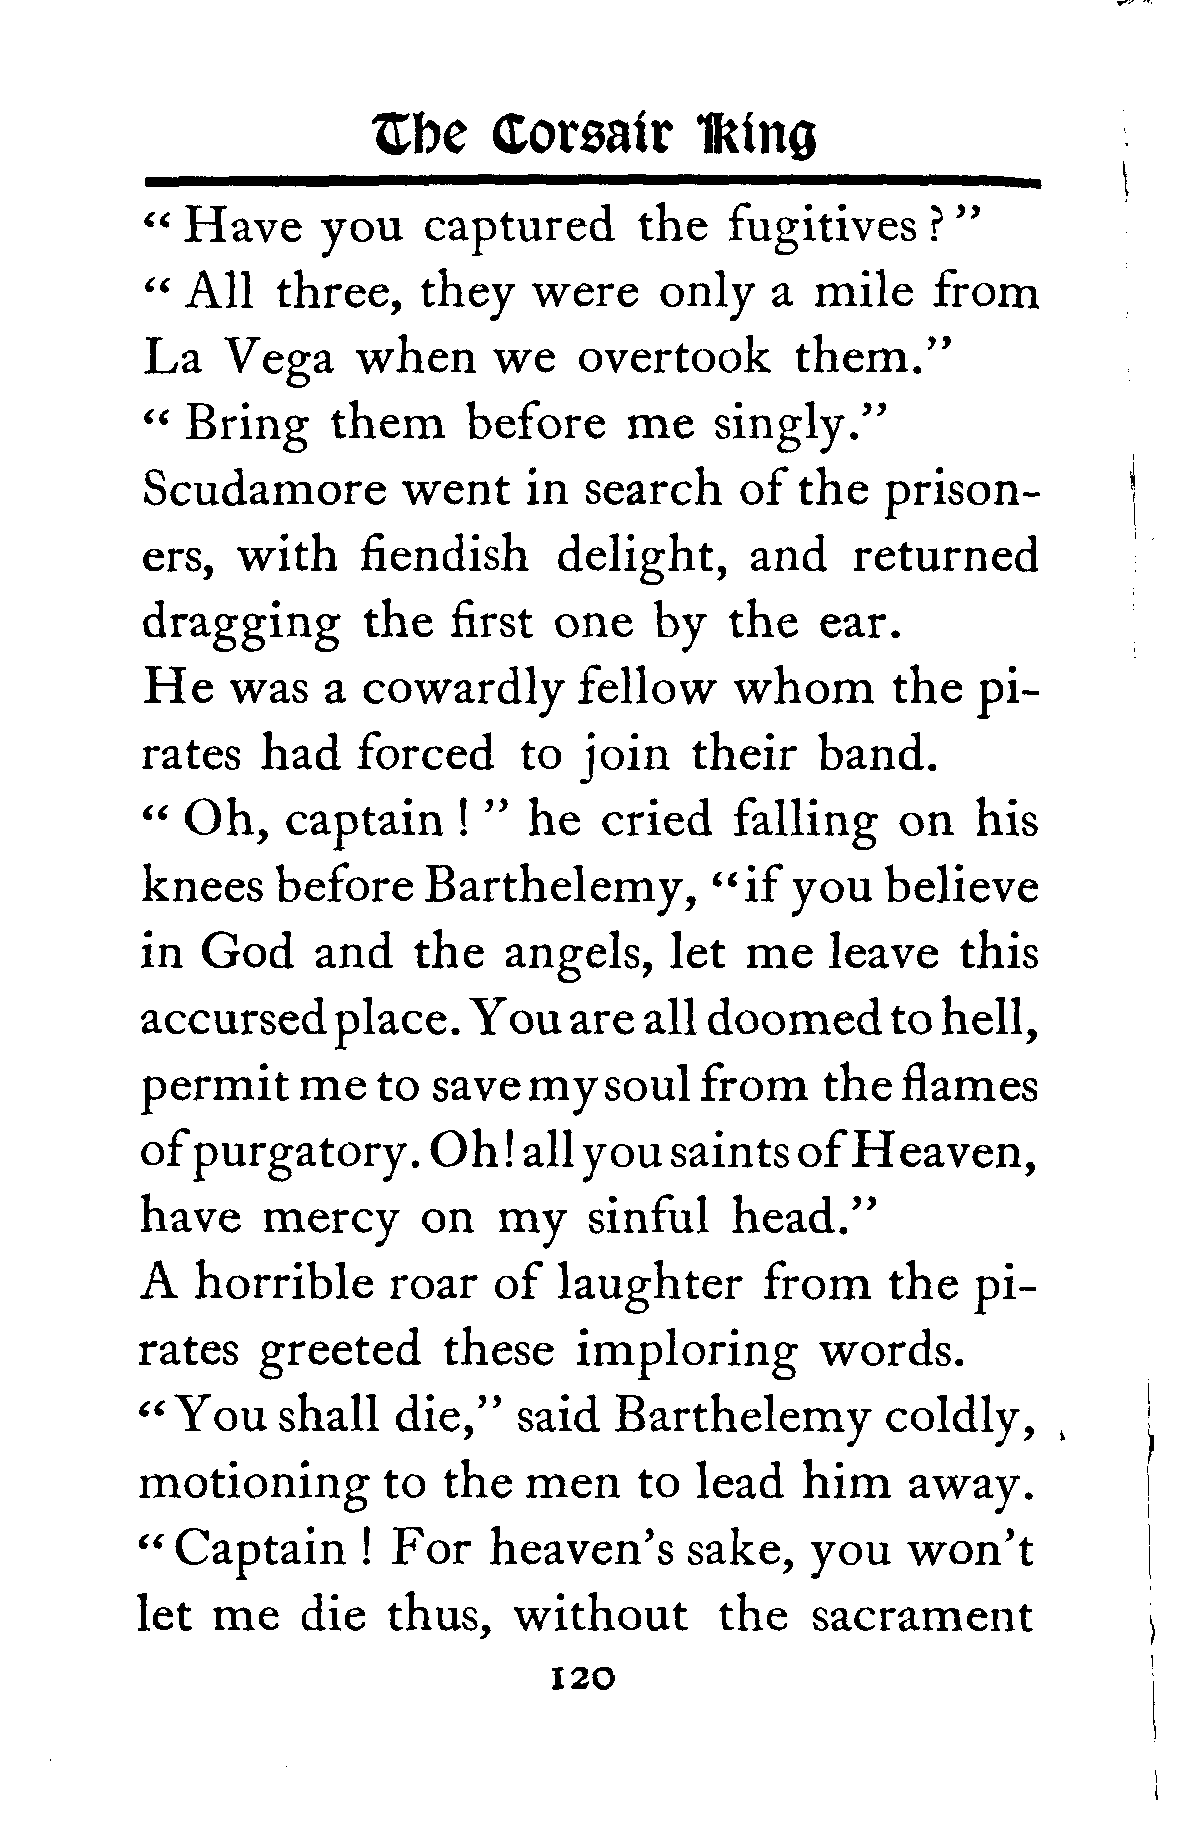 The Corsair King
“ Have you captured the fugitives ? ”
“ All three, they were only a mile from
La Vega when we overtook them.”
“ Bring them before me singly.”
Scudamore went in search of the prison-
ers, with fiendish delight, and returned
dragging the first one by the ear.
He was a cowardly fellow whom the pi-
rates had forced to join their band.
“ Oh, captain ! ” he cried falling on his
knees before Barthelemy, “if you believe
in God and the angels, let me leave this
accursed place. You are all doomed to hell,
permit me to save my soul from the flames
of purgatory. Oh! all you saints of Heaven,
have mercy on my sinful head.”
A horrible roar of laughter from the pi-
rates greeted these imploring words.
“ You shall die,” said Barthelemy coldly,
motioning to the men to lead him away.
“ Captain ! For heaven’s sake, you won’t
let me die thus, without the sacrament
120